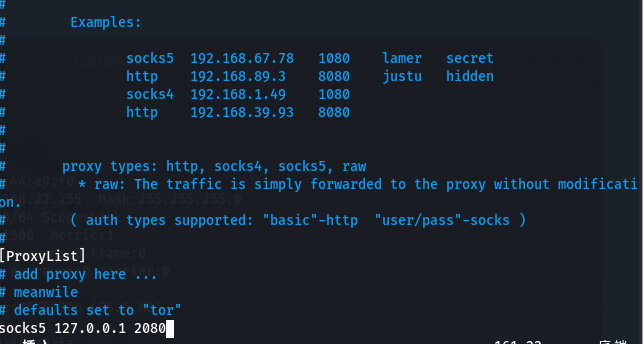 #
#        Examples:
#
#               socks5  192.168.67.78   1080    lamer   secret
#               http    192.168.89.3    8080    justu   hidden
#               socks4  192.168.1.49    1080
#               http    192.168.39.93   8080
#
#
#       proxy types: http, socks4, socks5, raw
#         * raw: The traffic is simply forwarded to the proxy without modificati
on.
#        ( auth types supported: "basic"-http  "user/pass"-socks )
#
[ProxyList]
# add proxy here ...
# meanwile
# defaults set to "tor"
socks5 127.0.0.1 2080